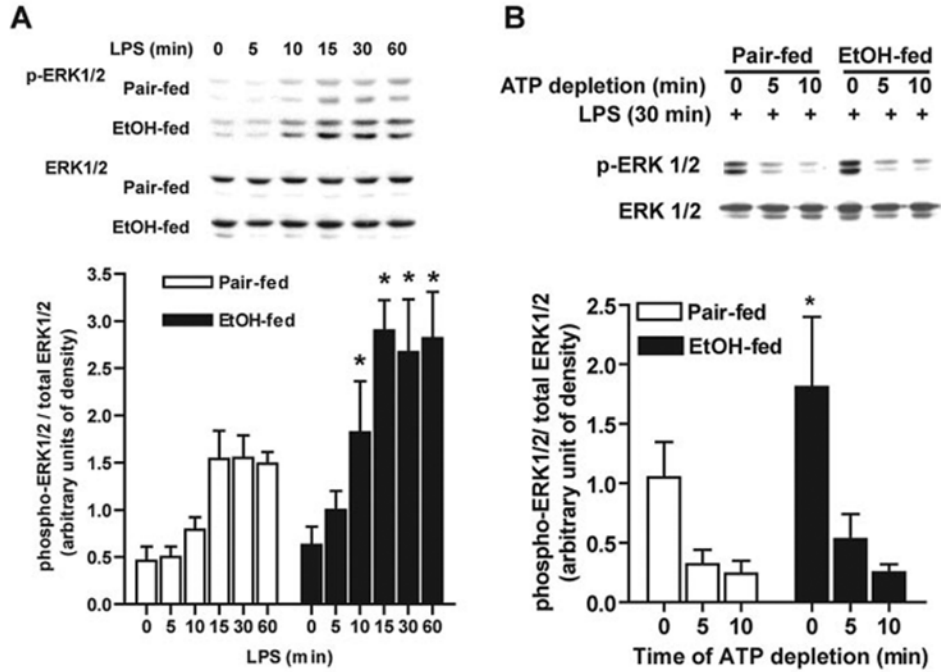 A
LPS (min) 0 5 10 15 30 60
p-ERK1/2
Pair-fed
EtOH-fed
ERK1/2
Pair-fed
EtOH-fed
3.5
3.0
2.5
2.0
1.5
1.0
0.5
0.0
phospho-ERK1/2 / total ERK1/2
(arbitrary units of density)
Pair-fed
EtOH-fed
* * * *
0 5 10 15 30 60 0 5 10 15 30 60
LPS (min)
B
Pair-fed EtOH-fed
ATP depletion (min) 0 5 10 0 5 10
LPS (30 min) + + + + + +
p-ERK 1/2
ERK 1/2
2.5
2.0
1.5
1.0
0.5
0.0
phospho-ERK1/2/ total ERK1/2
(arbitrary unit of density)
Pair-fed
EtOH-fed
*
0 5 10 0 5 10
Time of ATP depletion (min)